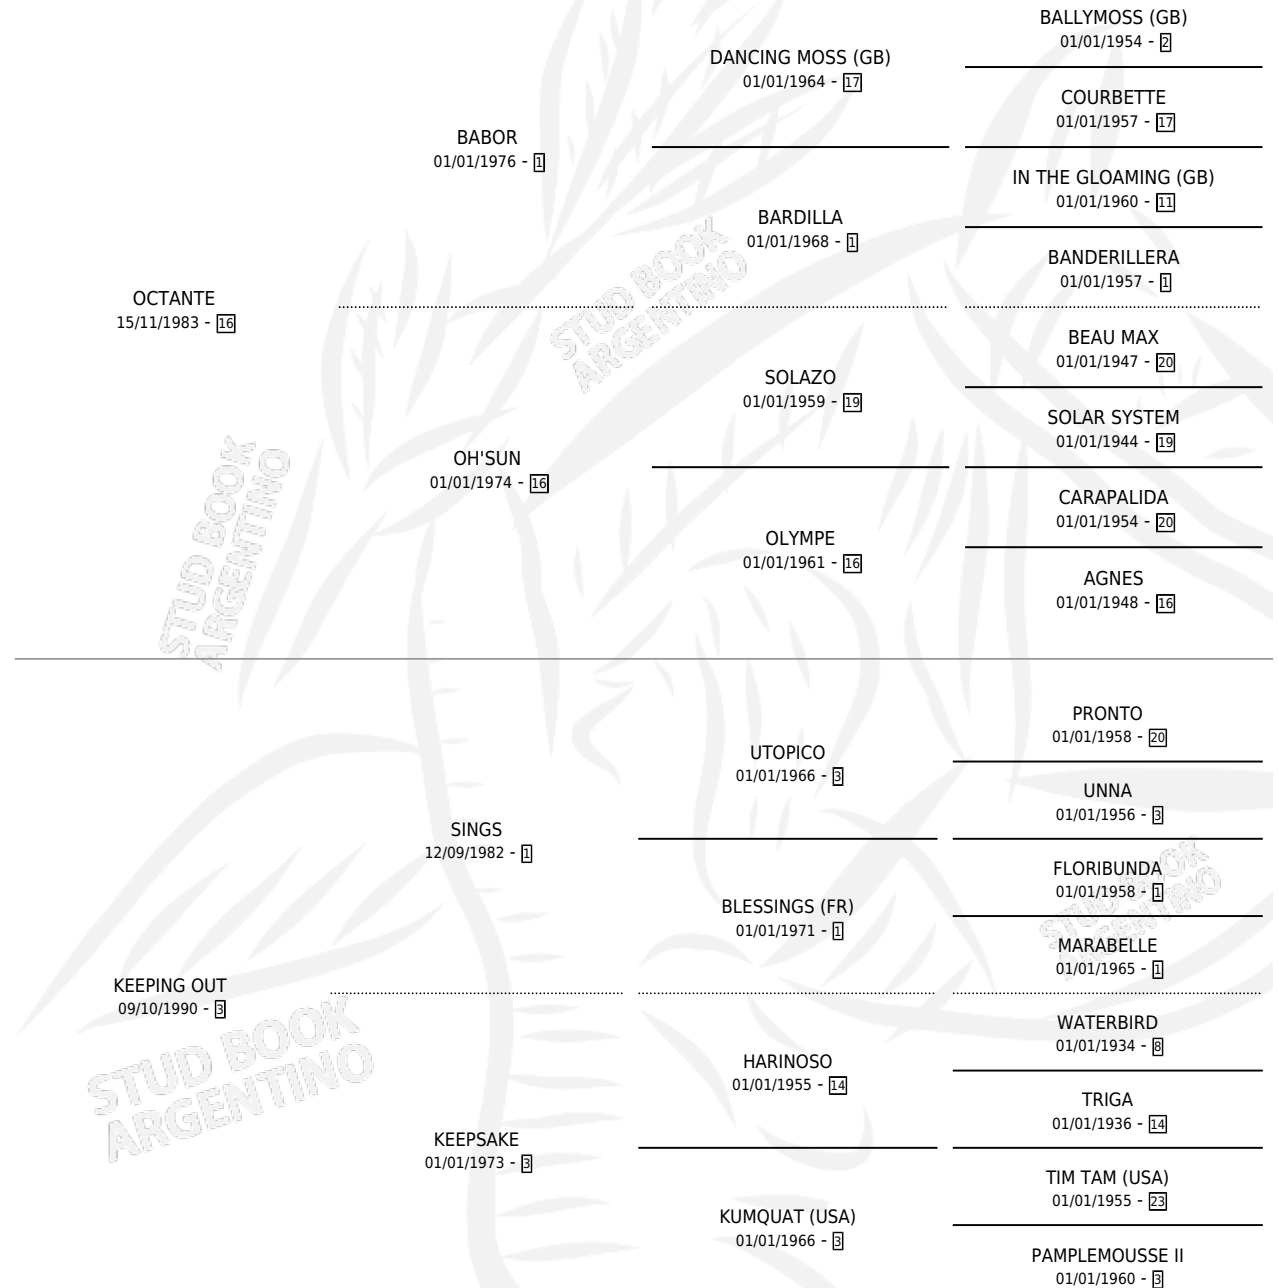 BALLYMOSS (GB)
01/01/1954 - 2
DANCING MOSS (GB)
01/01/1964 - 17
COURBETTE
01/01/1957 - 17
BABOR
01/01/1976 - 1
IN THE GLOAMING (GB)
01/01/1960 - 11
BARDILLA
01/01/1968 - 1
BANDERILLERA
01/01/1957 - 1
OCTANTE
15/11/1983 - 16
STUD BOOK
ARGENTINO
BEAU MAX
01/01/1947 - 20
SOLAZO
01/01/1959 - 19
SOLAR SYSTEM
01/01/1944 - 19
OH'SUN
01/01/1974 - 16
CARAPALIDA
01/01/1954 - 20
OLYMPE
01/01/1961 - 16
AGNES
01/01/1948 - 16
STUD BOOK
ARGENTINO
PRONTO
01/01/1958 - 20
UTOPICO
01/01/1966 - 3
UNNA
01/01/1956 - 3
SINGS
12/09/1982 - 1
FLORIBUNDA
01/01/1958 - 1
BLESSINGS (FR)
01/01/1971 - 1
MARABELLE
01/01/1965 - 1
STUD BOOK
ARGENTINO
KEEPING OUT
09/10/1990 - 3
WATERBIRD
01/01/1934 - 8
HARINOSO
01/01/1955 - 14
TRIGA
01/01/1936 - 14
STUD BOOK
ARGENTINO
KEEPSAKE
01/01/1973 - 3
TIM TAM (USA)
01/01/1955 - 23
KUMQUAT (USA)
01/01/1966 - 3
PAMPLEMOUSSE II
01/01/1960 - 3